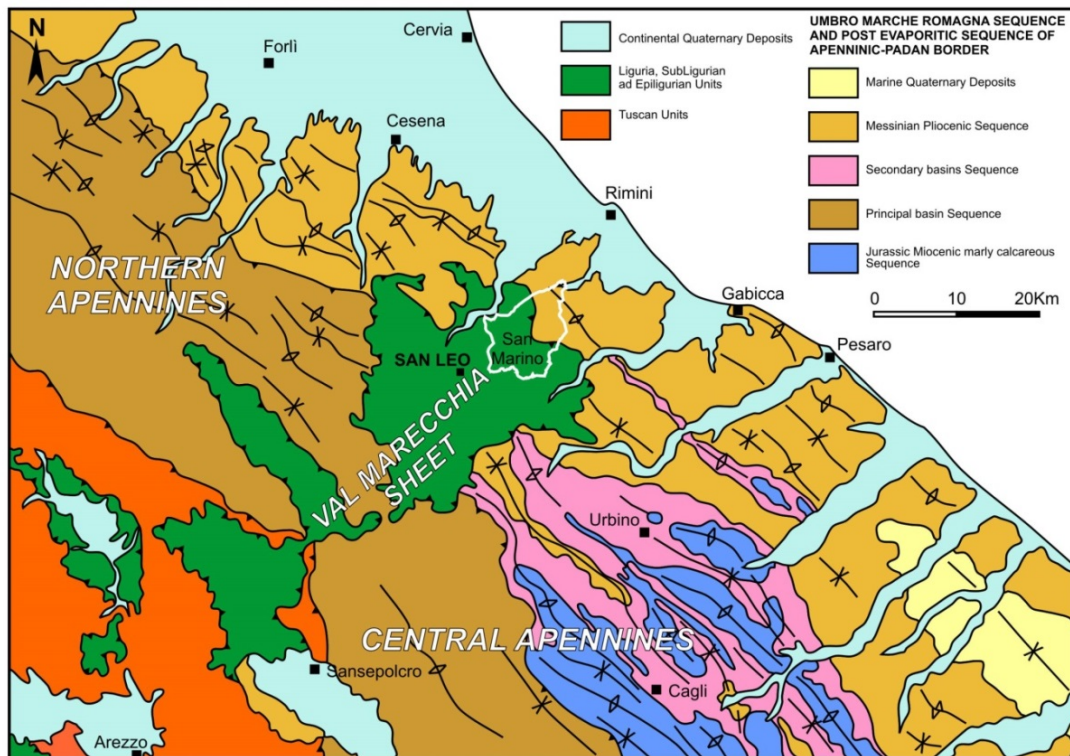 N
Forlì
Cervia
Cesena
Rimini
Gabicca
Pesaro
NORTHERN
APENNINES
SAN LEO
San
Marino
VAL MARECCHIA
SHEET
Urbino
CENTRAL APENNINES
Sansepolcro
Cagli
Arezzo
Continental Quaternary Deposits
Liguria, SubLigurian
ad Epiligurian Units
Tuscan Units
UMBRO MARCHE ROMAGNA SEQUENCE
AND POST EVAPORITIC SEQUENCE OF
APENNINIC-PADAN BORDER
Marine Quaternary Deposits
Messinian Pliocenic Sequence
Secondary basins Sequence
Principal basin Sequence
Jurassic Miocenic marly calcareous
Sequence
0 10 20Km